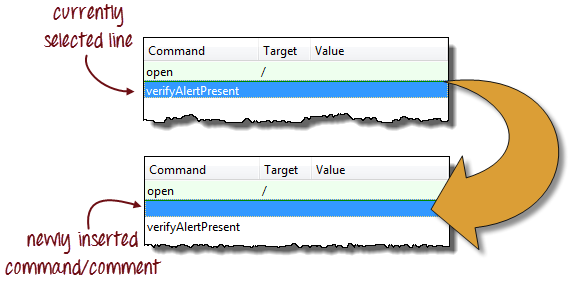 currently
selected line
Command Target Value
open /
verifyAlertPresent
Command Target Value
open /
verifyAlertPresent
newly inserted
command/comment